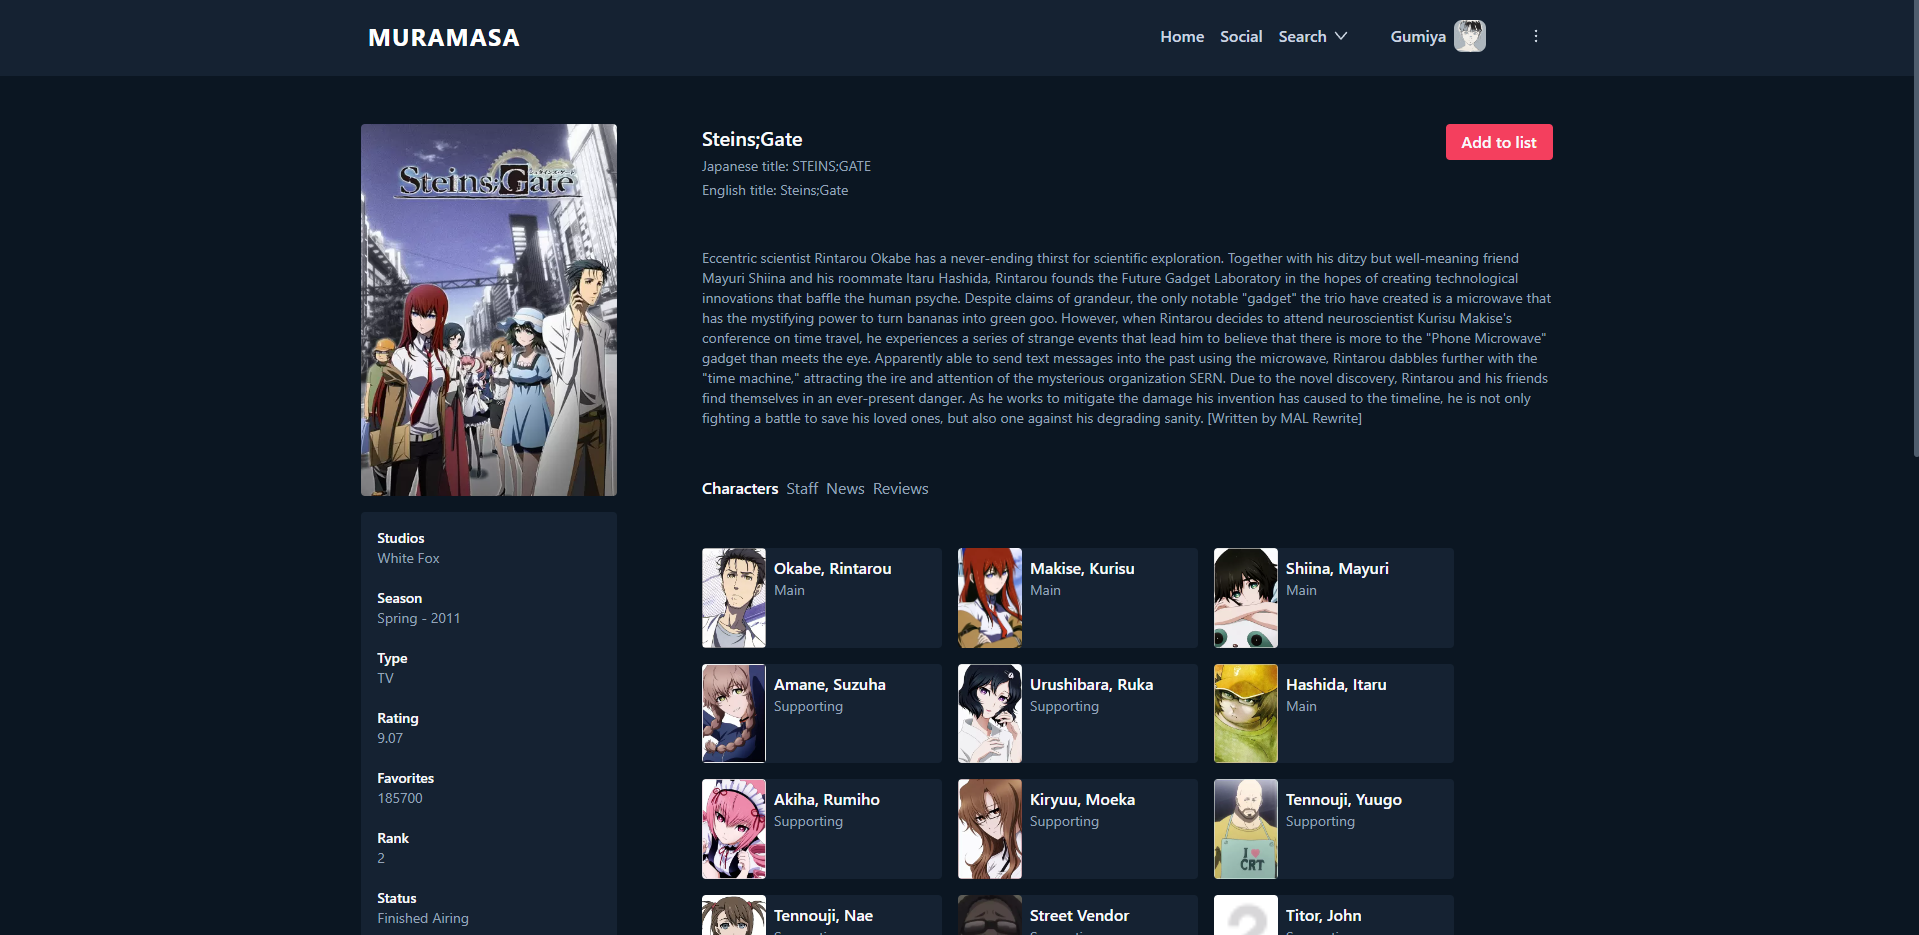 MURAMASA
Home Social Search Gumiya
Steins;Gate
Steins;Gate
Japanese title: STEINS;GATE
English title: Steins;Gate
Add to list
Eccentric scientist Rintarou Okabe has a never-ending thirst for scientific exploration. Together with his ditzy but well-meaning friend
Mayuri Shiina and his roommate Itaru Hashida, Rintarou founds the Future Gadget Laboratory in the hopes of creating technological
innovations that baffle the human psyche. Despite claims of grandeur, the only notable "gadget" the trio have created is a microwave that
has the mystifying power to turn bananas into green goo. However, when Rintarou decides to attend neuroscientist Kurisu Makise's
conference on time travel, he experiences a series of strange events that lead him to believe that there is more to the "Phone Microwave"
gadget than meets the eye. Apparently able to send text messages into the past using the microwave, Rintarou dabbles further with the
"time machine," attracting the ire and attention of the mysterious organization SERN. Due to the novel discovery, Rintarou and his friends
find themselves in an ever-present danger. As he works to mitigate the damage his invention has caused to the timeline, he is not only
fighting a battle to save his loved ones, but also one against his degrading sanity. [Written by MAL Rewrite]
Studios
White Fox
Season
Spring - 2011
Type
TV
Rating
9.07
Favorites
185700
Rank
2
Status
Finished Airing
Characters Staff News Reviews
Okabe, Rintarou
Main
Makise, Kurisu
Main
Shiina, Mayuri
Main
Amane, Suzuha
Supporting
Urushibara, Ruka
Supporting
Hashida, Itaru
Main
Akiha, Rumiho
Supporting
Kiryuu, Moeka
Supporting
Tennouji, Yuugo
Supporting
I
CRT
Tennouji, Nae
Street Vendor
Titor, John